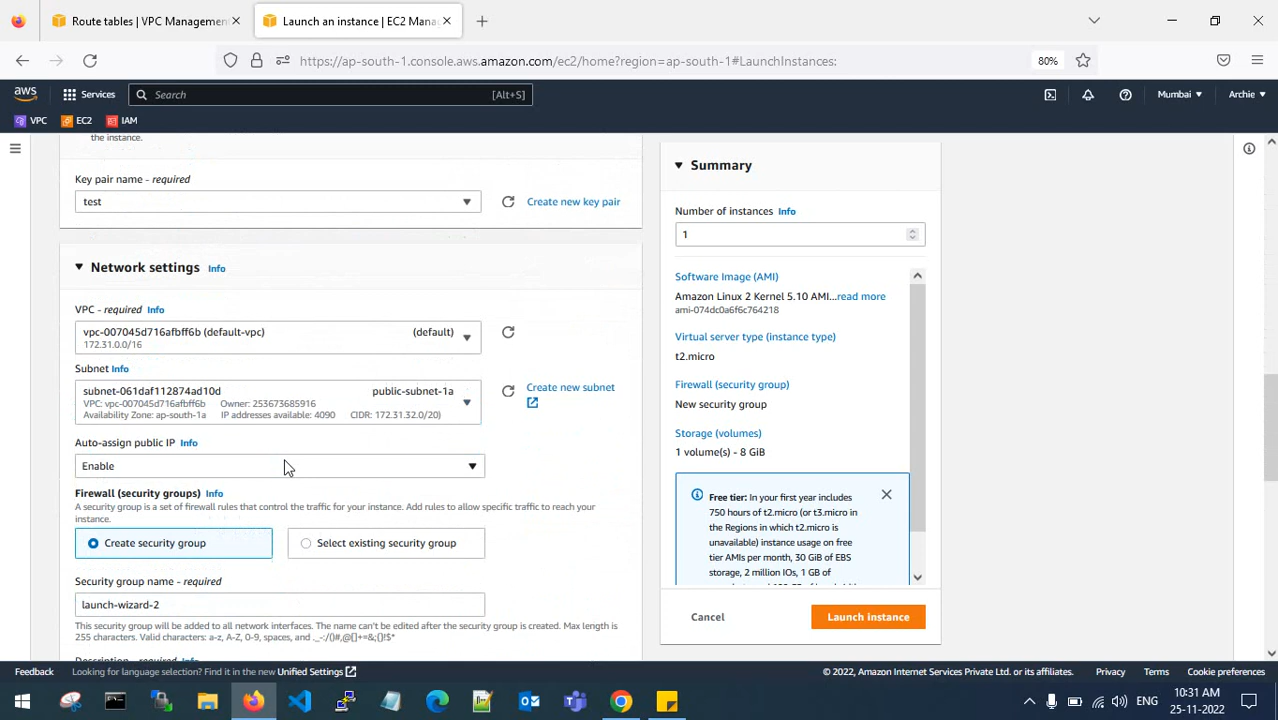 Route tables | VPC Managemen
Launch an instance | EC2 Mana
https://ap-south-1.console.aws.amazon.com/ec2/home?region=ap-south-1#LaunchInstances:
80%
aws
Services
Search
[Alt+S]
Mumbai
Archie
VPC
EC2
IAM
the instance.
Key pair name - required
test
Create new key pair
Network settings Info
VPC - required Info
vpc-007045d716afbff6b (default-vpc) (default)
172.31.0.0/16
Subnet Info
subnet-061daf112874ad10d public-subnet-1a
VPC: vpc-007045d716afbff6b Owner: 253673685916
Availability Zone: ap-south-1a IP addresses available: 4090 CIDR: 172.31.32.0/20)
Create new subnet
Auto-assign public IP Info
Enable
Firewall (security groups) Info
A security group is a set of firewall rules that control the traffic for your instance. Add rules to allow specific traffic to reach your
instance.
Create security group
Select existing security group
Security group name - required
launch-wizard-2
This security group will be added to all network interfaces. The name can't be edited after the security group is created. Max length is
255 characters. Valid characters: a-z, A-Z, 0-9, spaces, and ._-:/()#,@[]+=&;{}!$*
Description - required Info
Summary
Number of instances Info
1
Software Image (AMI)
Amazon Linux 2 Kernel 5.10 AMI...read more
ami-074dc0a6f6c764218
Virtual server type (instance type)
t2.micro
Firewall (security group)
New security group
Storage (volumes)
1 volume(s) - 8 GiB
Free tier: In your first year includes
750 hours of t2.micro (or t3.micro
in the Regions in which t2.micro is
unavailable) instance usage on free
tier AMIs per month, 30 GiB of EBS
storage, 2 million IOs, 1 GB of
Cancel
Launch instance
Feedback
Looking for language selection? Find it in the new Unified Settings
© 2022, Amazon Internet Services Private Ltd. or its affiliates.
Privacy
Terms
Cookie preferences
ENG
10:31 AM
25-11-2022